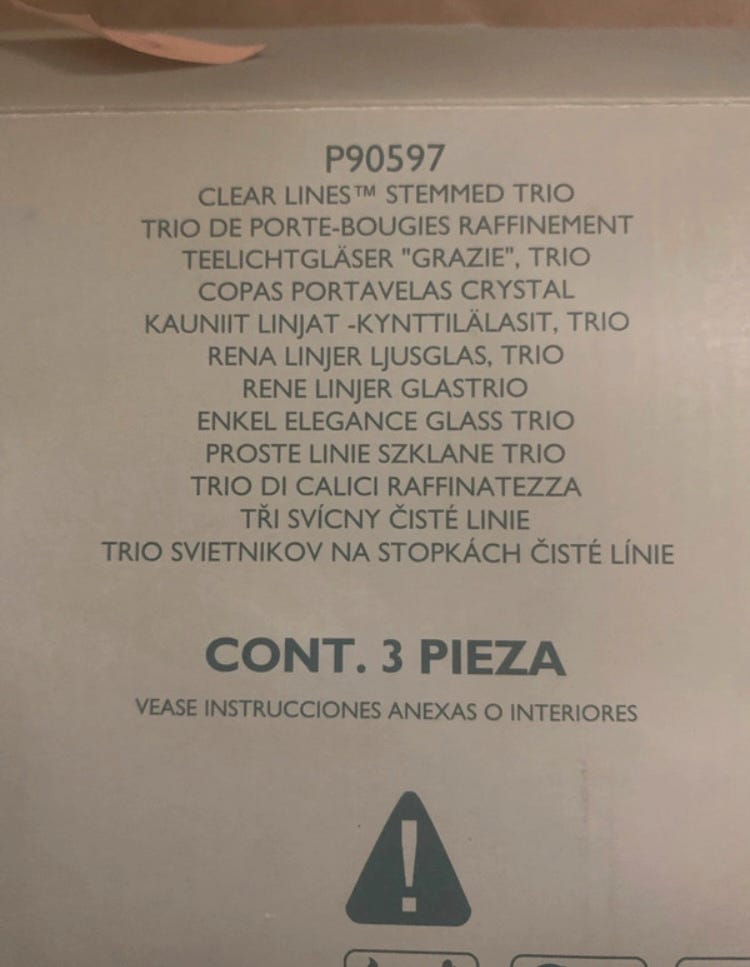 P90597
CLEAR LINES™ STEMMED TRIO
TRIO DE PORTE-BOUGIES RAFFINEMENT
TEELICHTGLÄSER "GRAZIE", TRIO
COPAS PORTAVELAS CRYSTAL
KAUNIIT LINJAT -KYNTTILÄLASIT, TRIO
RENA LINJER LJUSGLAS, TRIO
RENE LINJER GLASTRIO
ENKEL ELEGANCE GLASS TRIO
PROSTE LINIE SZKLANE TRIO
TRIO DI CALICI RAFFINATEZZA
TŘI SVÍCNY ČISTÉ LINIE
TRIO SVIETNIKOV NA STOPKÁCH ČISTÉ LÍNIE
CONT. 3 PIEZA
VEASE INSTRUCCIONES ANEXAS O INTERIORES
!